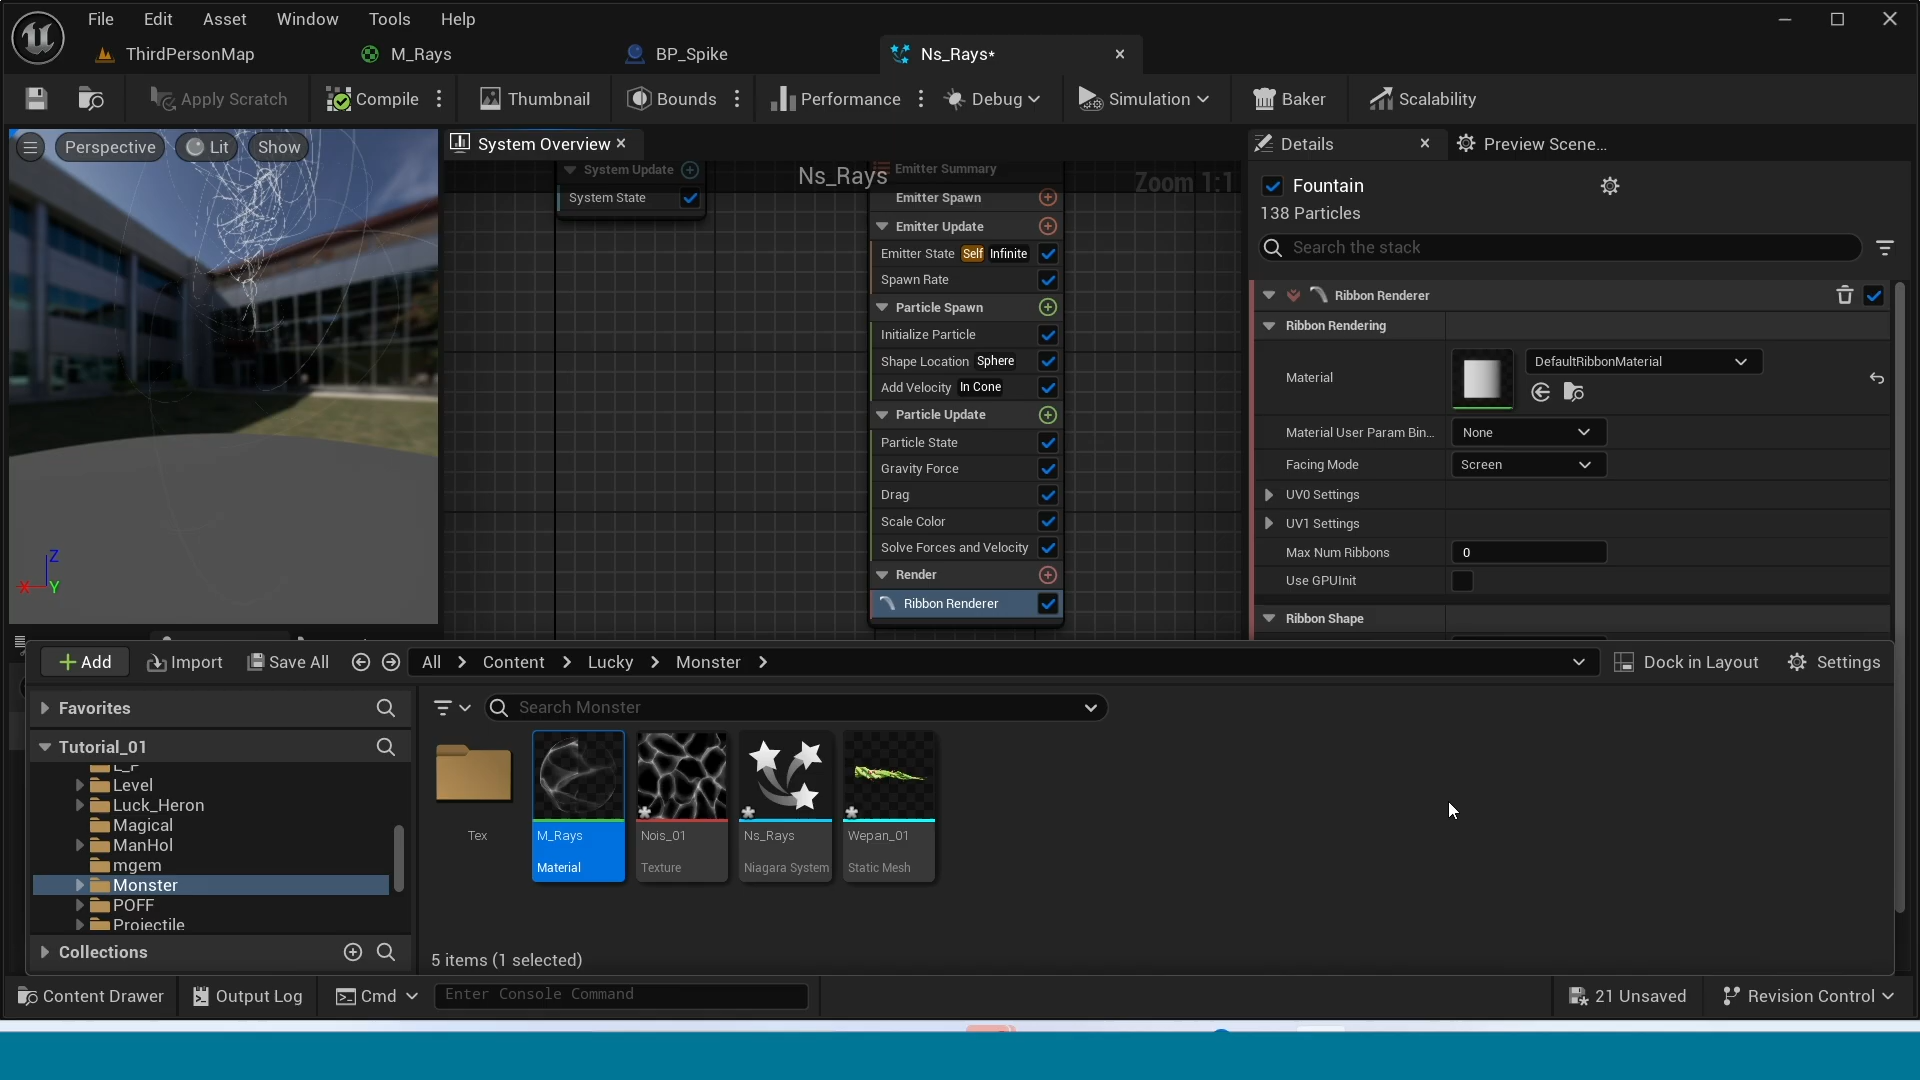 File Edit Asset Window Tools Help
ThirdPersonMap M_Rays BP_Spike Ns_Rays*
Apply Scratch Compile Thumbnail Bounds Performance Debug Simulation Baker Scalability
Perspective Lit Show
System Overview
Details Preview Scene...
System Update
System State
Ns_Rays
Zoom 1:1
Emitter Summary
Emitter Spawn
Emitter Update
Emitter State Self Infinite
Spawn Rate
Particle Spawn
Initialize Particle
Shape Location Sphere
Add Velocity In Cone
Particle Update
Particle State
Gravity Force
Drag
Scale Color
Solve Forces and Velocity
Render
Ribbon Renderer
Fountain
138 Particles
Search the stack
Ribbon Renderer
Ribbon Rendering
Material DefaultRibbonMaterial
Material User Param Bin... None
Facing Mode Screen
UV0 Settings
UV1 Settings
Max Num Ribbons 0
Use GPUInit
Ribbon Shape
Z
X Y
Add Import Save All All Content Lucky Monster Dock in Layout Settings
Favorites
Search Monster
Tutorial_01
Level
Luck_Heron
Magical
ManHol
mgem
Monster
POFF
Projectile
Collections
Tex
M_Rays
Material
Nois_01
Texture
Ns_Rays
Niagara System
Wepan_01
Static Mesh
5 items (1 selected)
Content Drawer Output Log Cmd Enter Console Command 21 Unsaved Revision Control